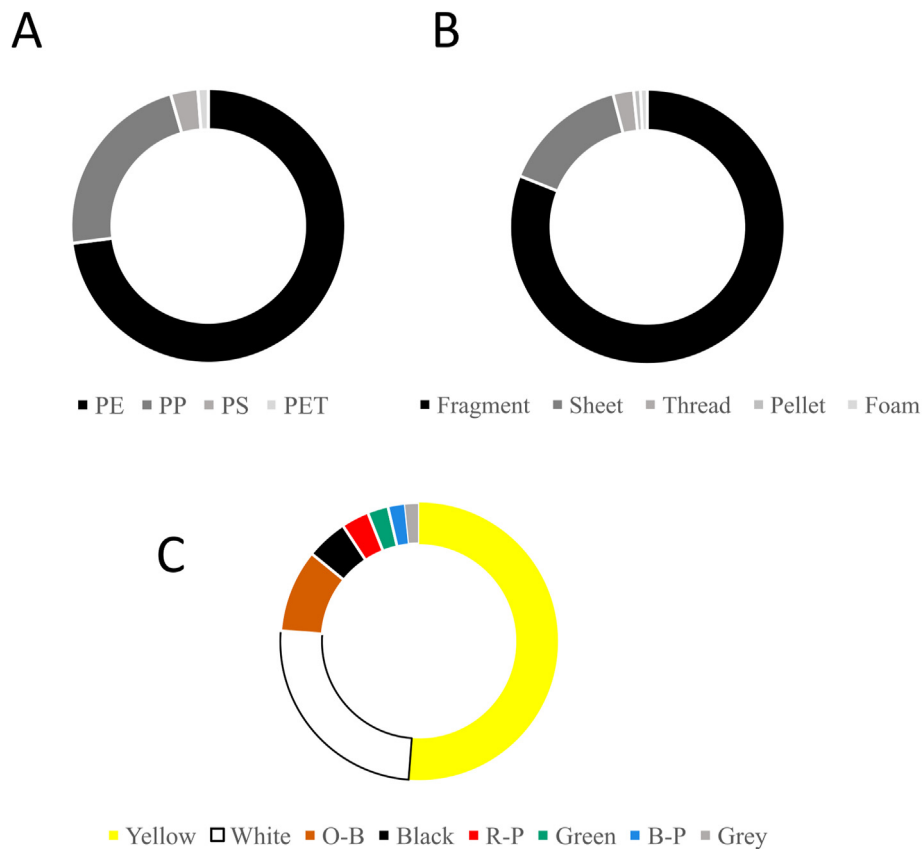 A B
PE PP PS PET
Fragment Sheet Thread Pellet Foam
C
Yellow White O-B Black R-P Green B-P Grey